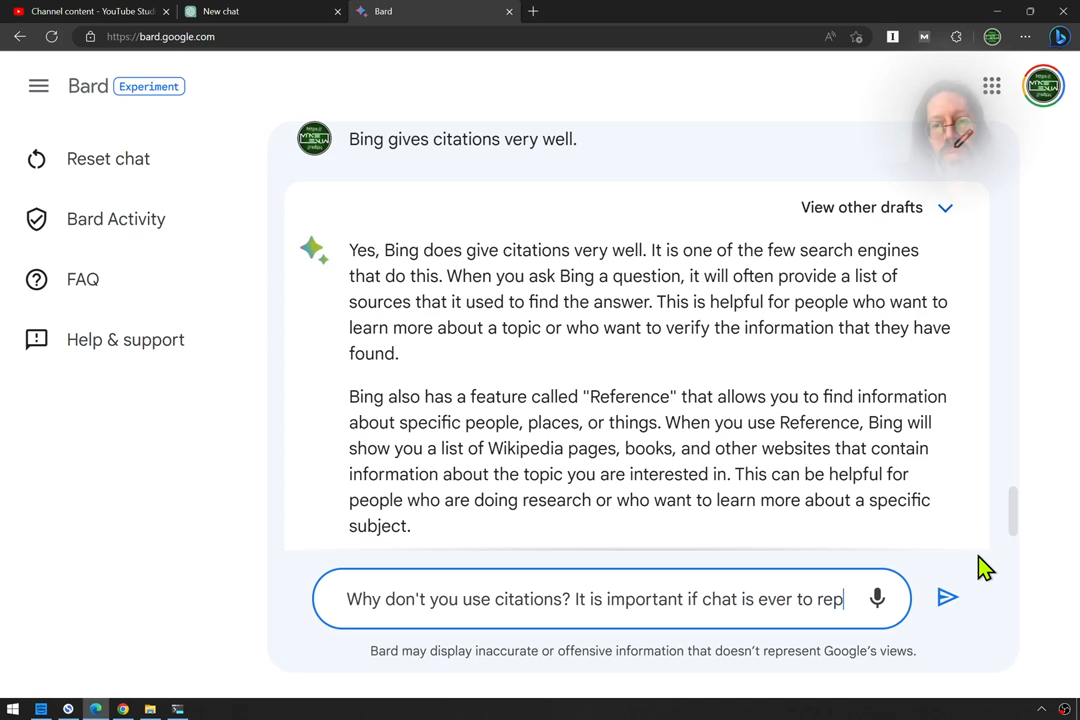 Channel content - YouTube Stud
New chat
Bard
https://bard.google.com
Bard Experiment
Reset chat
Bard Activity
FAQ
Help & support
Bing gives citations very well.
View other drafts
Yes, Bing does give citations very well. It is one of the few search engines
that do this. When you ask Bing a question, it will often provide a list of
sources that it used to find the answer. This is helpful for people who want to
learn more about a topic or who want to verify the information that they have
found.
Bing also has a feature called "Reference" that allows you to find information
about specific people, places, or things. When you use Reference, Bing will
show you a list of Wikipedia pages, books, and other websites that contain
information about the topic you are interested in. This can be helpful for
people who are doing research or who want to learn more about a specific
subject.
Why don't you use citations? It is important if chat is ever to rep
Bard may display inaccurate or offensive information that doesn't represent Google's views.